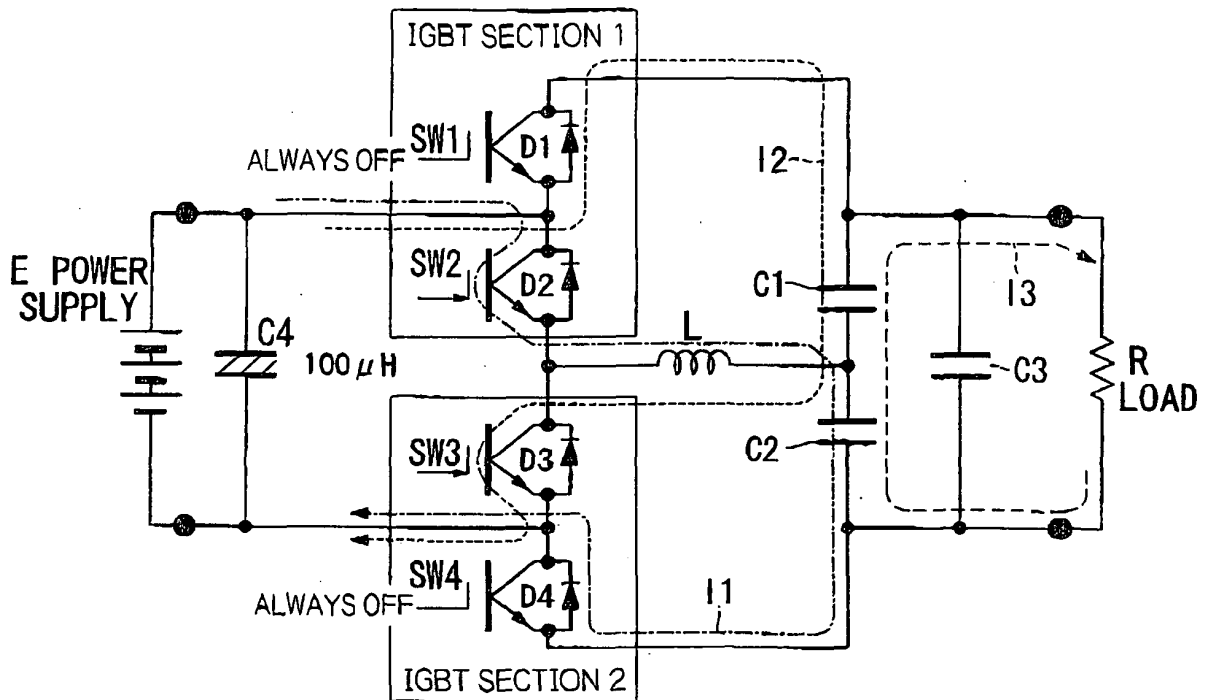 IGBT SECTION 1
SW1
D1
ALWAYS OFF
I2
E POWER
SUPPLY
C4
100μH
SW2
D2
L
C1
I3
C3
R
LOAD
SW3
D3
C2
SW4
D4
ALWAYS OFF
I1
IGBT SECTION 2